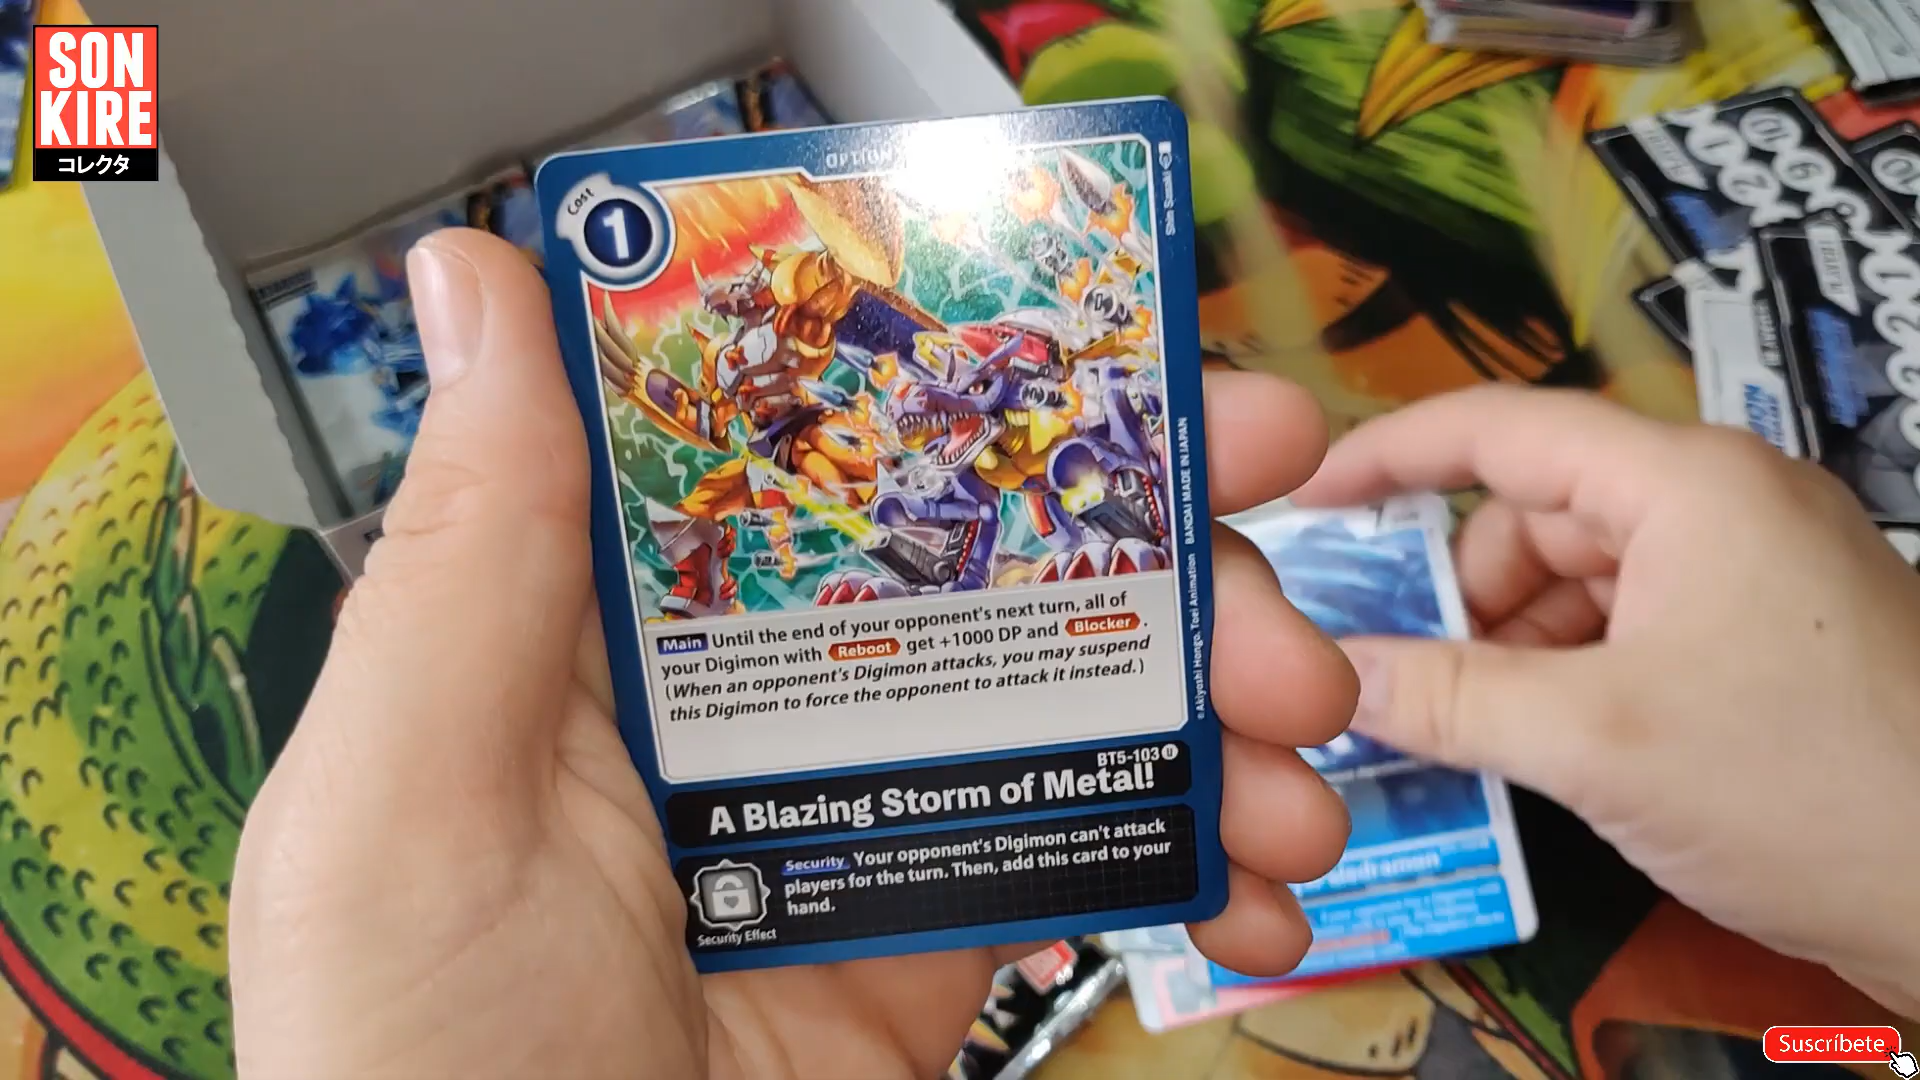 SON
KIRE
コレクタ
OPTION
Cost
1
Shin Sasaki
Main Until the end of your opponent's next turn, all of
your Digimon with Reboot get +1000 DP and Blocker.
(When an opponent's Digimon attacks, you may suspend
this Digimon to force the opponent to attack it instead.)
©Akiyoshi Hongo, Toei Animation BANDAI MADE IN JAPAN
BT5-103 U
A Blazing Storm of Metal!
Security Your opponent's Digimon can't attack
players for the turn. Then, add this card to your
hand.
Security Effect
Suscríbete